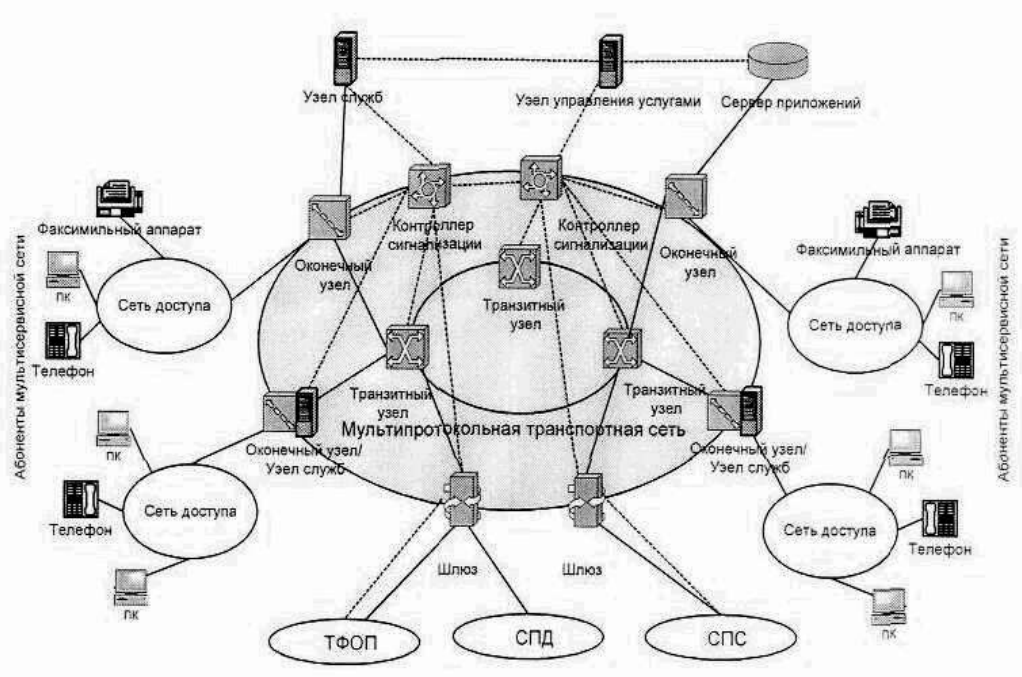 Узел служб
Узел управления услугами
Сервер приложений
Факсимильный аппарат
Контроллер
сигнализации
Контроллер
сигнализации
Факсимильный аппарат
Оконечный
узел
Оконечный
узел
ПК
Сеть доступа
Транзитный
узел
Сеть доступа
ПК
Телефон
Транзитный
узел
Транзитный
узел
Телефон
Абоненты мультисервисной сети
Абоненты мультисервисной сети
Мультипротокольная транспортная сеть
ПК
Оконечный узел/
Узел служб
Оконечный узел/
Узел служб
ПК
Сеть доступа
Телефон
Сеть доступа
Телефон
Шлюз
Шлюз
ПК
ПК
ТФОП
СПД
СПС